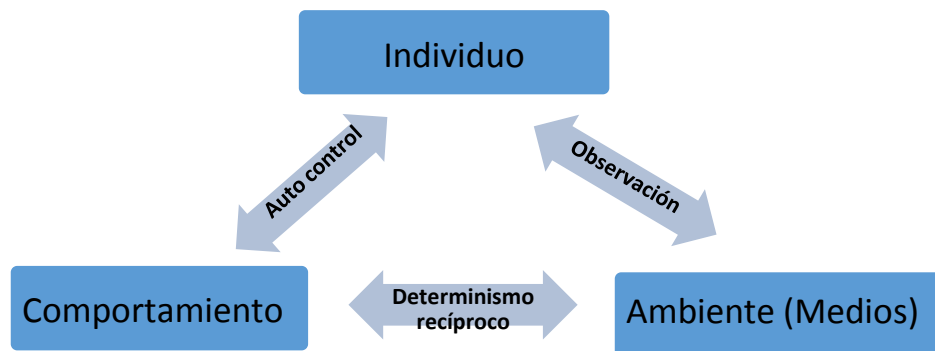 Individuo
Auto control
Observación
Comportamiento
Determinismo
recíproco
Ambiente (Medios)